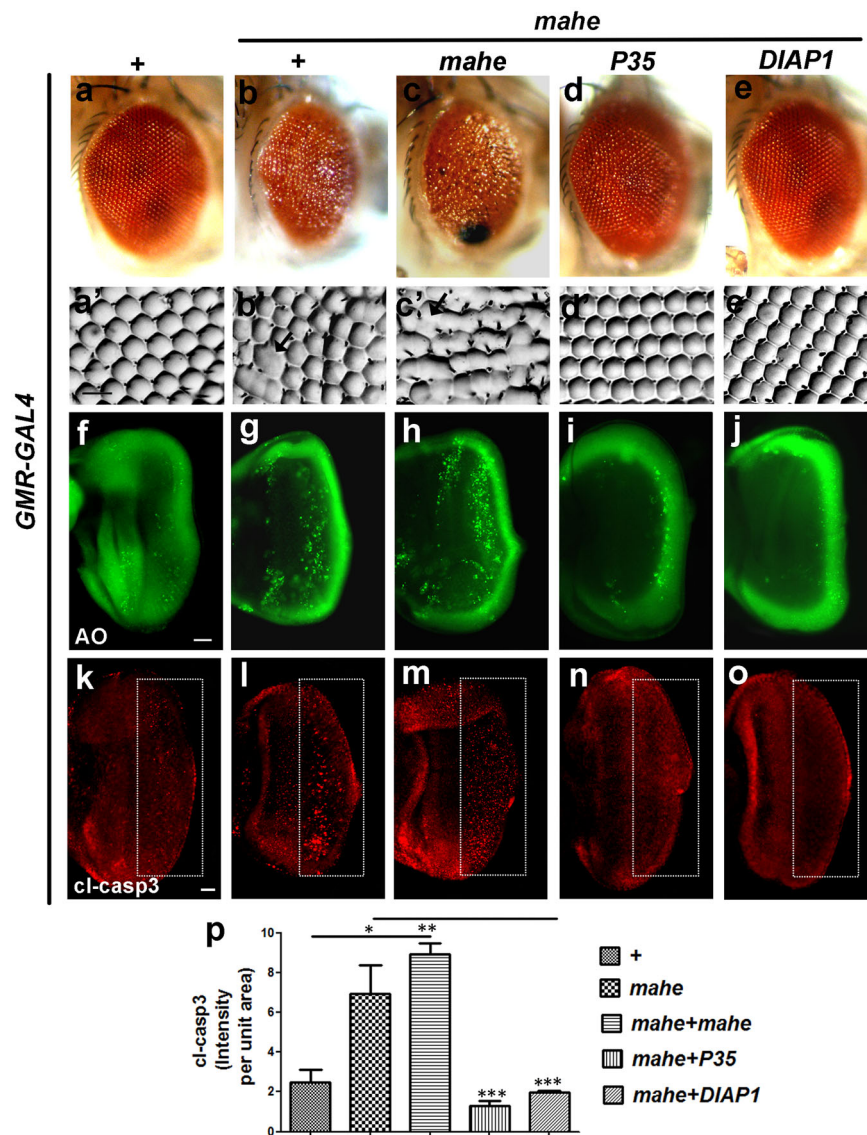 mahe
+ + mahe P35 DIAP1
GMR-GAL4
a b c d e
a' b' c' d' e'
f g h i j
AO
k l m n o
cl-casp3
p
cl-casp3
(Intensity
per unit area)
10
8
6
4
2
0
* **
*** ***
+
mahe
mahe+mahe
mahe+P35
mahe+DIAP1